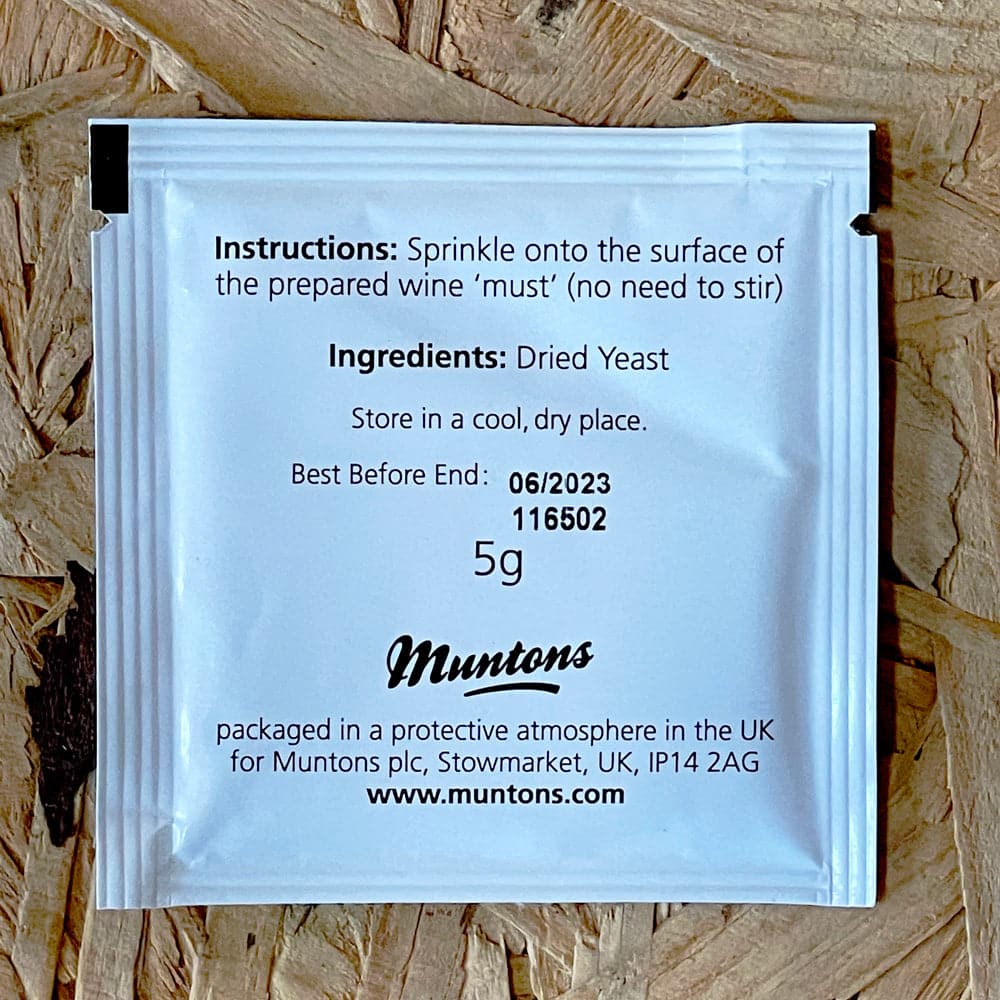 Instructions: Sprinkle onto the surface of
the prepared wine ‘must’ (no need to stir)
Ingredients: Dried Yeast
Store in a cool, dry place.
Best Before End: 06/2023
116502
5g
Muntons
packaged in a protective atmosphere in the UK
for Muntons plc, Stowmarket, UK, IP14 2AG
www.muntons.com